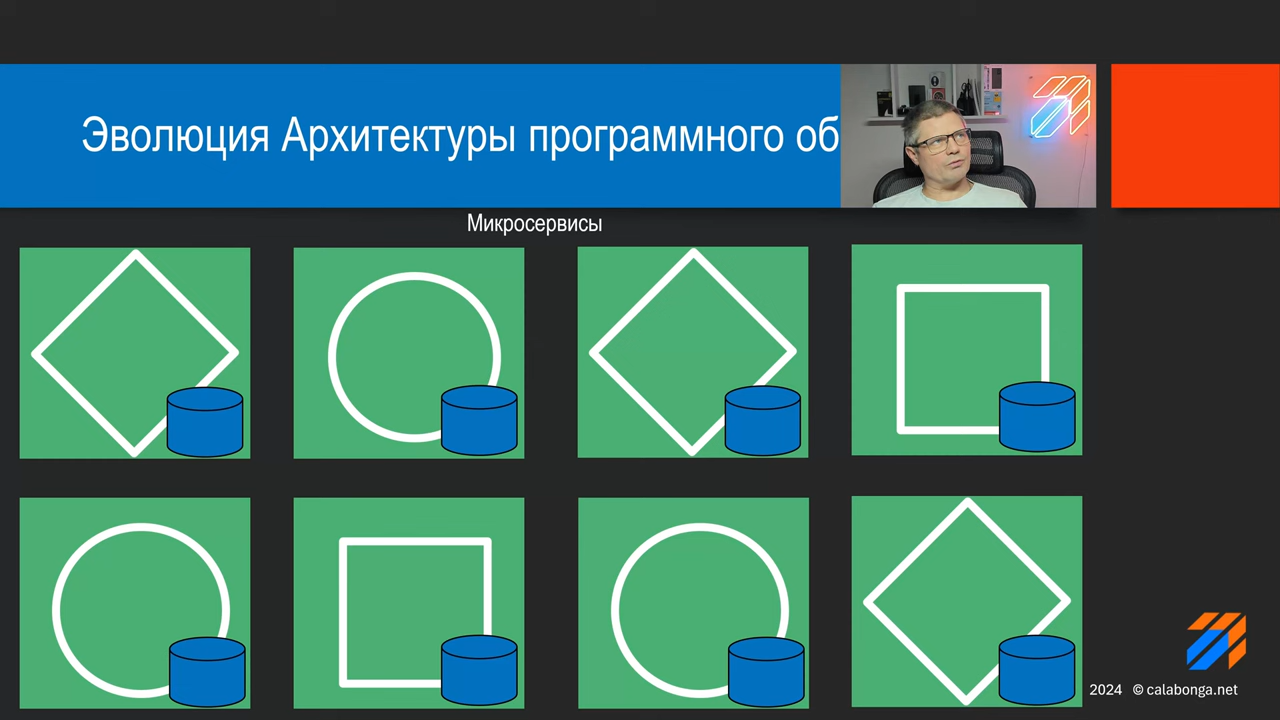 Эволюция Архитектуры программного об
Микросервисы
2024 © calabonga.net